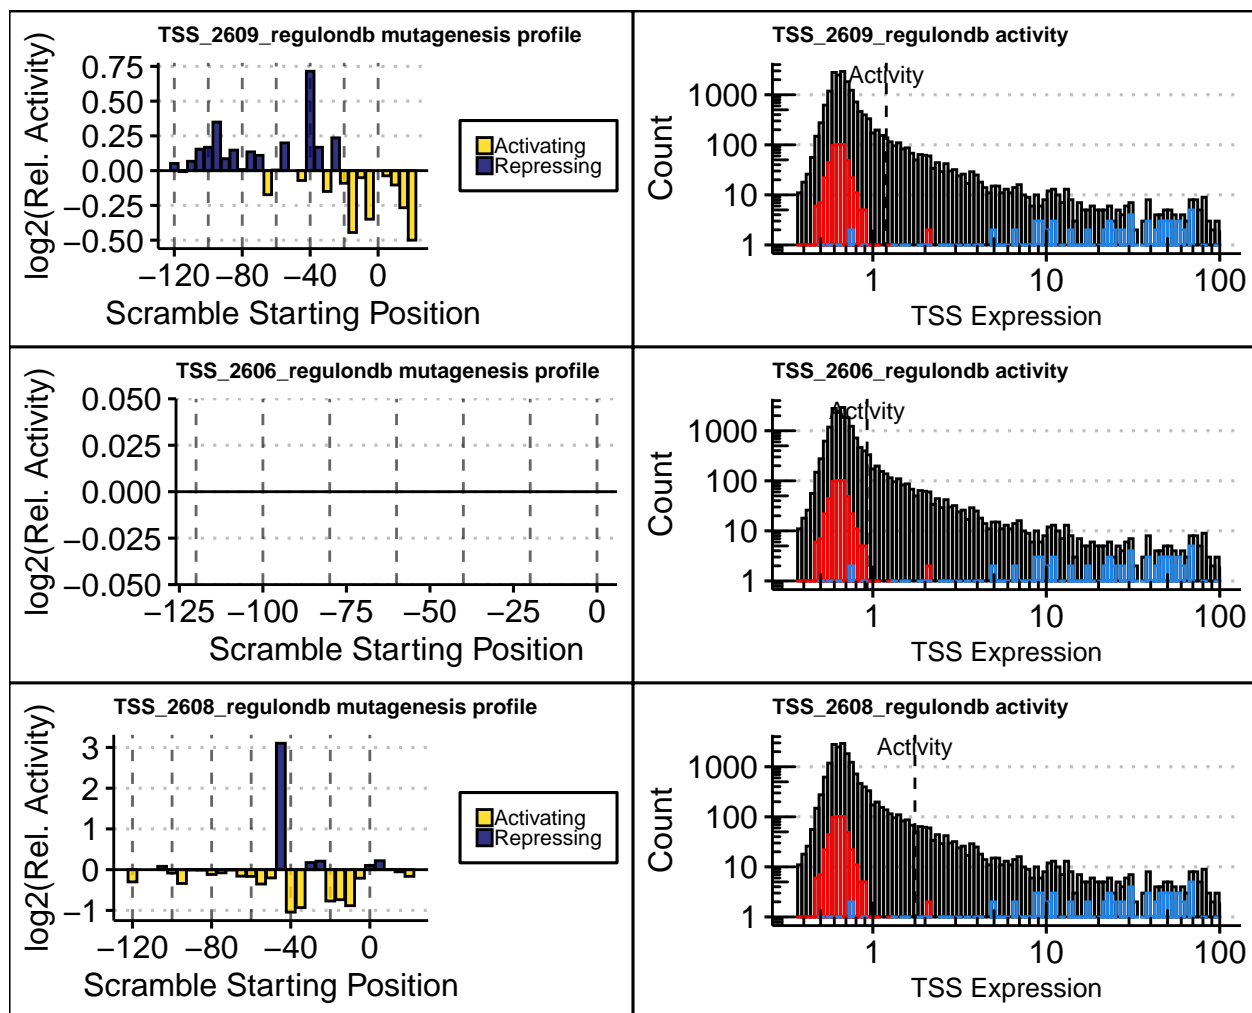 TSS_2609_regulondb mutagenesis profile
log2(Rel. Activity)
0.75
0.50
0.25
0.00
−0.25
−0.50
−120 −80 −40 0
Scramble Starting Position
Activating
Repressing
TSS_2609_regulondb activity
Activity
Count
1000
100
10
1
1 10 100
TSS Expression
TSS_2606_regulondb mutagenesis profile
log2(Rel. Activity)
0.050
0.025
0.000
−0.025
−0.050
−125 −100 −75 −50 −25 0
Scramble Starting Position
TSS_2606_regulondb activity
Activity
Count
1000
100
10
1
1 10 100
TSS Expression
TSS_2608_regulondb mutagenesis profile
log2(Rel. Activity)
3
2
1
0
−1
−120 −80 −40 0
Scramble Starting Position
Activating
Repressing
TSS_2608_regulondb activity
Activity
Count
1000
100
10
1
1 10 100
TSS Expression